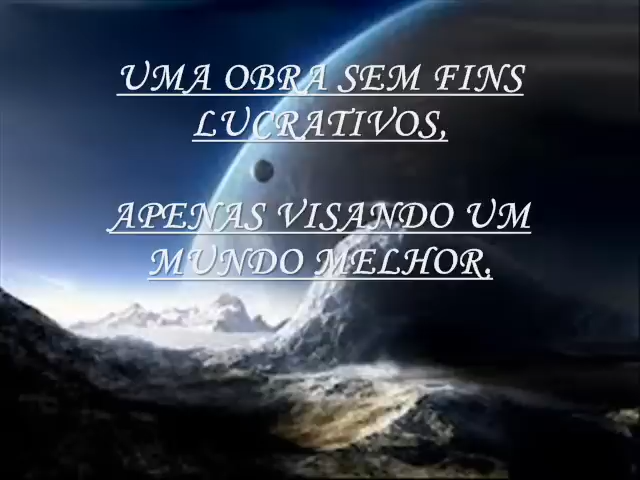 UMA OBRA SEM FINS
LUCRATIVOS,
APENAS VISANDO UM
MUNDO MELHOR.